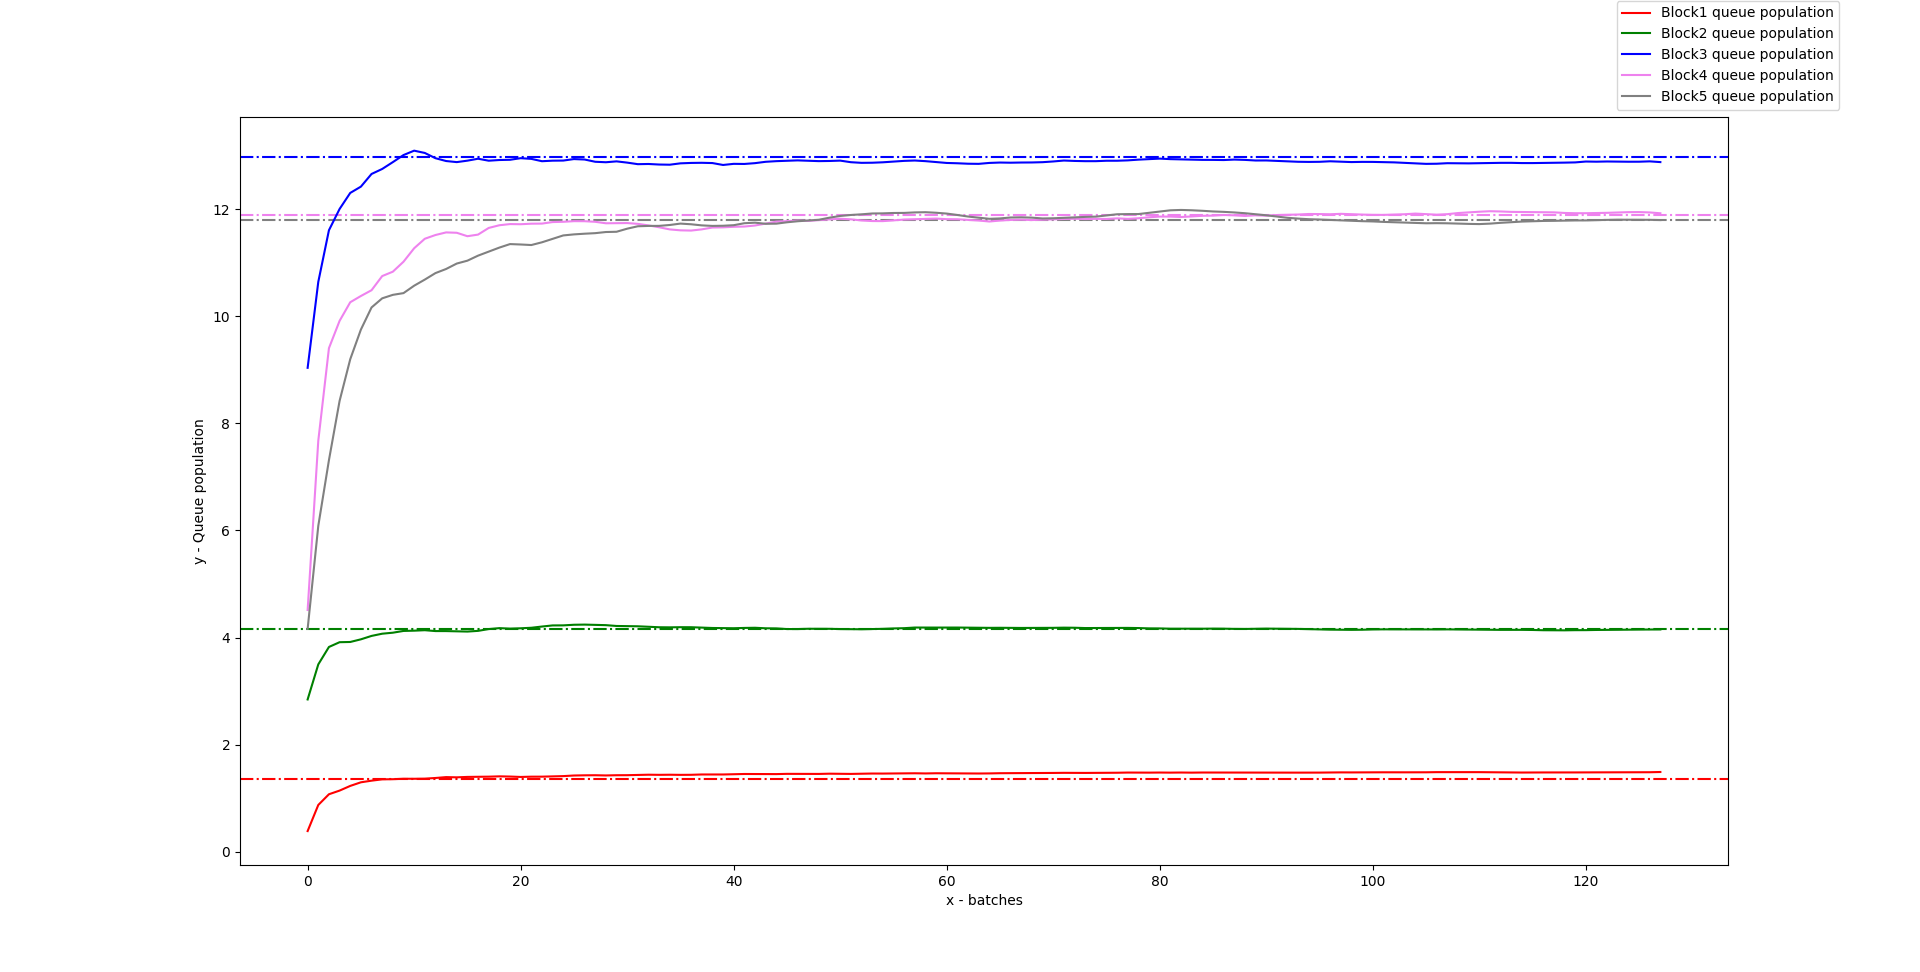 Block1 queue population
Block2 queue population
Block3 queue population
Block4 queue population
Block5 queue population
y - Queue population
12
10
8
6
4
2
0
0 20 40 60 80 100 120
x - batches